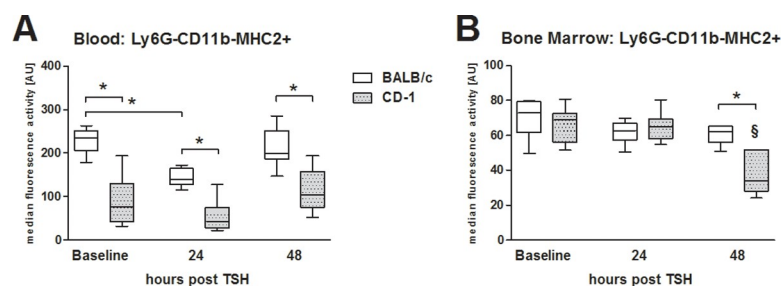 A
Blood: Ly6G-CD11b-MHC2+
median fluorescence activity [AU]
400
300
200
100
0
*
*
*
*
Baseline
24
48
hours post TSH
BALB/c
CD-1
B
Bone Marrow: Ly6G-CD11b-MHC2+
median fluorescence activity [AU]
100
80
60
40
20
0
*
§
Baseline
24
48
hours post TSH